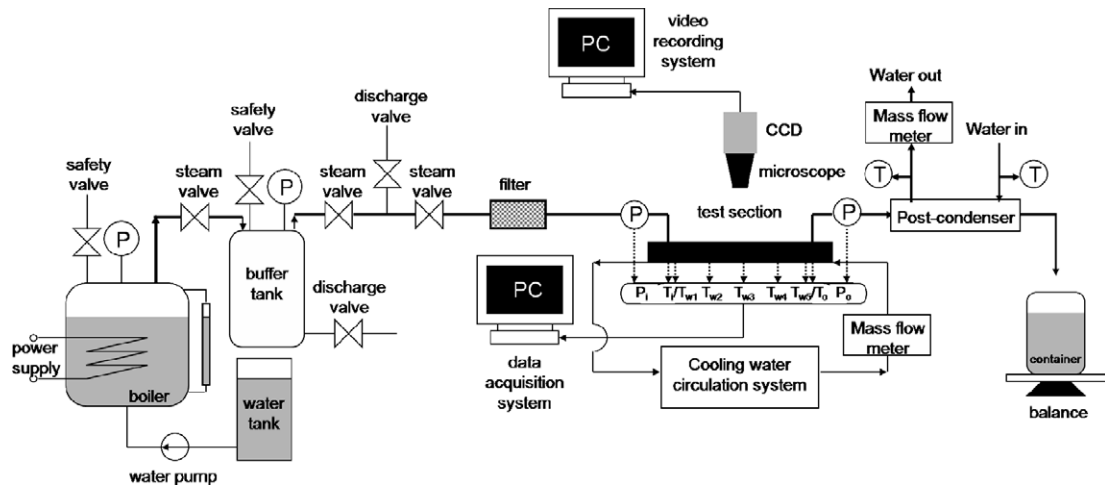 PC
video
recording
system
CCD
microscope
Water out
Mass flow
meter
Water in
T
T
discharge
valve
safety
valve
safety
valve
steam
valve
steam
valve
steam
valve
filter
test section
P
P
P
P
Post-condenser
buffer
tank
discharge
valve
power
supply
boiler
water
tank
water pump
PC
data
acquisition
system
Pi Ti/Tw1 Tw2 Tw3 Tw4 Tw5/To Po
Cooling water
circulation system
Mass flow
meter
container
balance